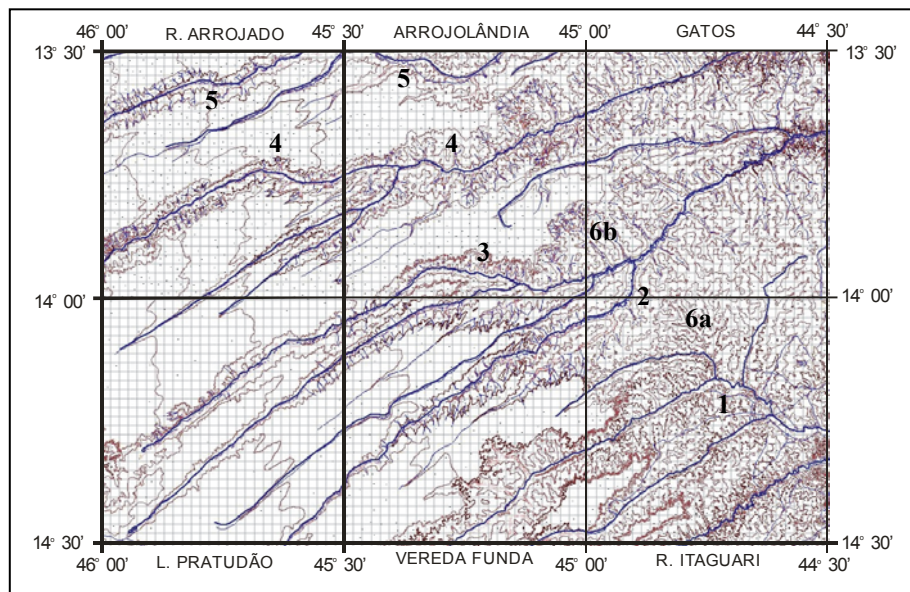 R. ARROJADO ARROJOLÂNDIA GATOS
46° 00’ 45° 30’ 45° 00’ 44° 30’
13° 30’ 13° 30’
5
5
4 4
6b
3
14° 00’ 14° 00’
2
6a
1
14° 30’ 14° 30’
46° 00’ 45° 30’ 45° 00’ 44° 30’
L. PRATUDÃO VEREDA FUNDA R. ITAGUARI